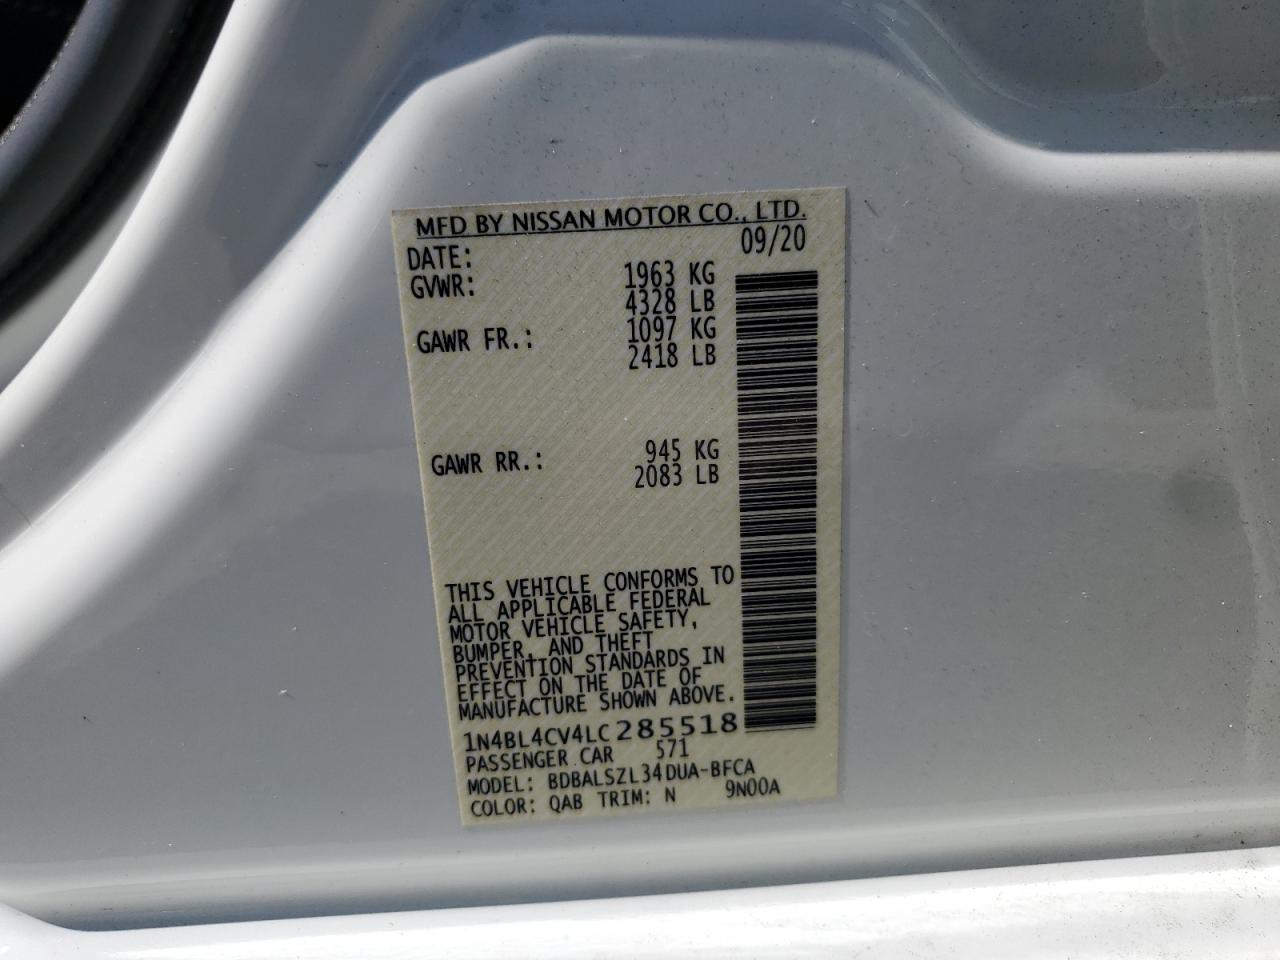 MFD BY NISSAN MOTOR CO., LTD.
DATE: 09/20
GVWR: 1963 KG
4328 LB
GAWR FR.: 1097 KG
2418 LB
GAWR RR.: 945 KG
2083 LB
THIS VEHICLE CONFORMS TO
ALL APPLICABLE FEDERAL
MOTOR VEHICLE SAFETY,
BUMPER, AND THEFT
PREVENTION STANDARDS IN
EFFECT ON THE DATE OF
MANUFACTURE SHOWN ABOVE.
1N4BL4CV4LC285518
PASSENGER CAR 571
MODEL: BDBALSZL34DUA-BFCA
COLOR: QAB TRIM: N 9N00A